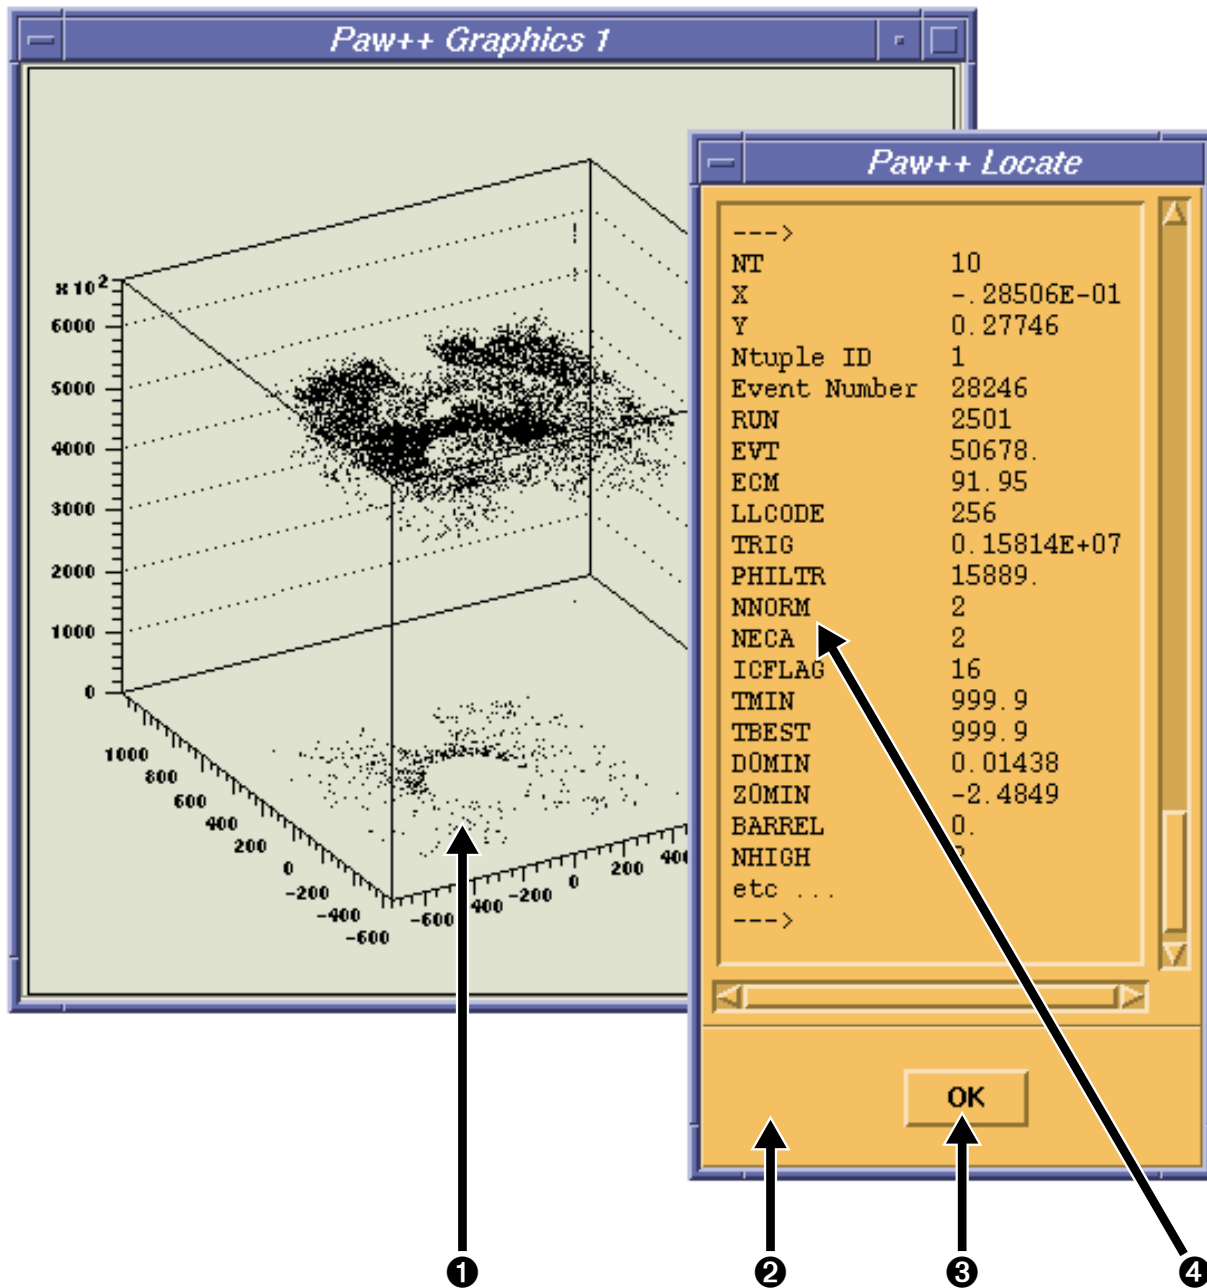 Paw++ Graphics 1
Paw++ Locate
x 10²
6000
5000
4000
3000
2000
1000
0
1000
800
600
400
200
0
-200
-400
-600
-600
400
-200
0
200
400
--->
NT 10
X -.28506E-01
Y 0.27746
Ntuple ID 1
Event Number 28246
RUN 2501
EVT 50678.
ECM 91.95
LLCODE 256
TRIG 0.15814E+07
PHILTR 15889.
NNORM 2
NECA 2
ICFLAG 16
TMIN 999.9
TBEST 999.9
D0MIN 0.01438
Z0MIN -2.4849
BARREL 0.
NHIGH
etc ...
--->
OK
❶ ❷ ❸ ❹